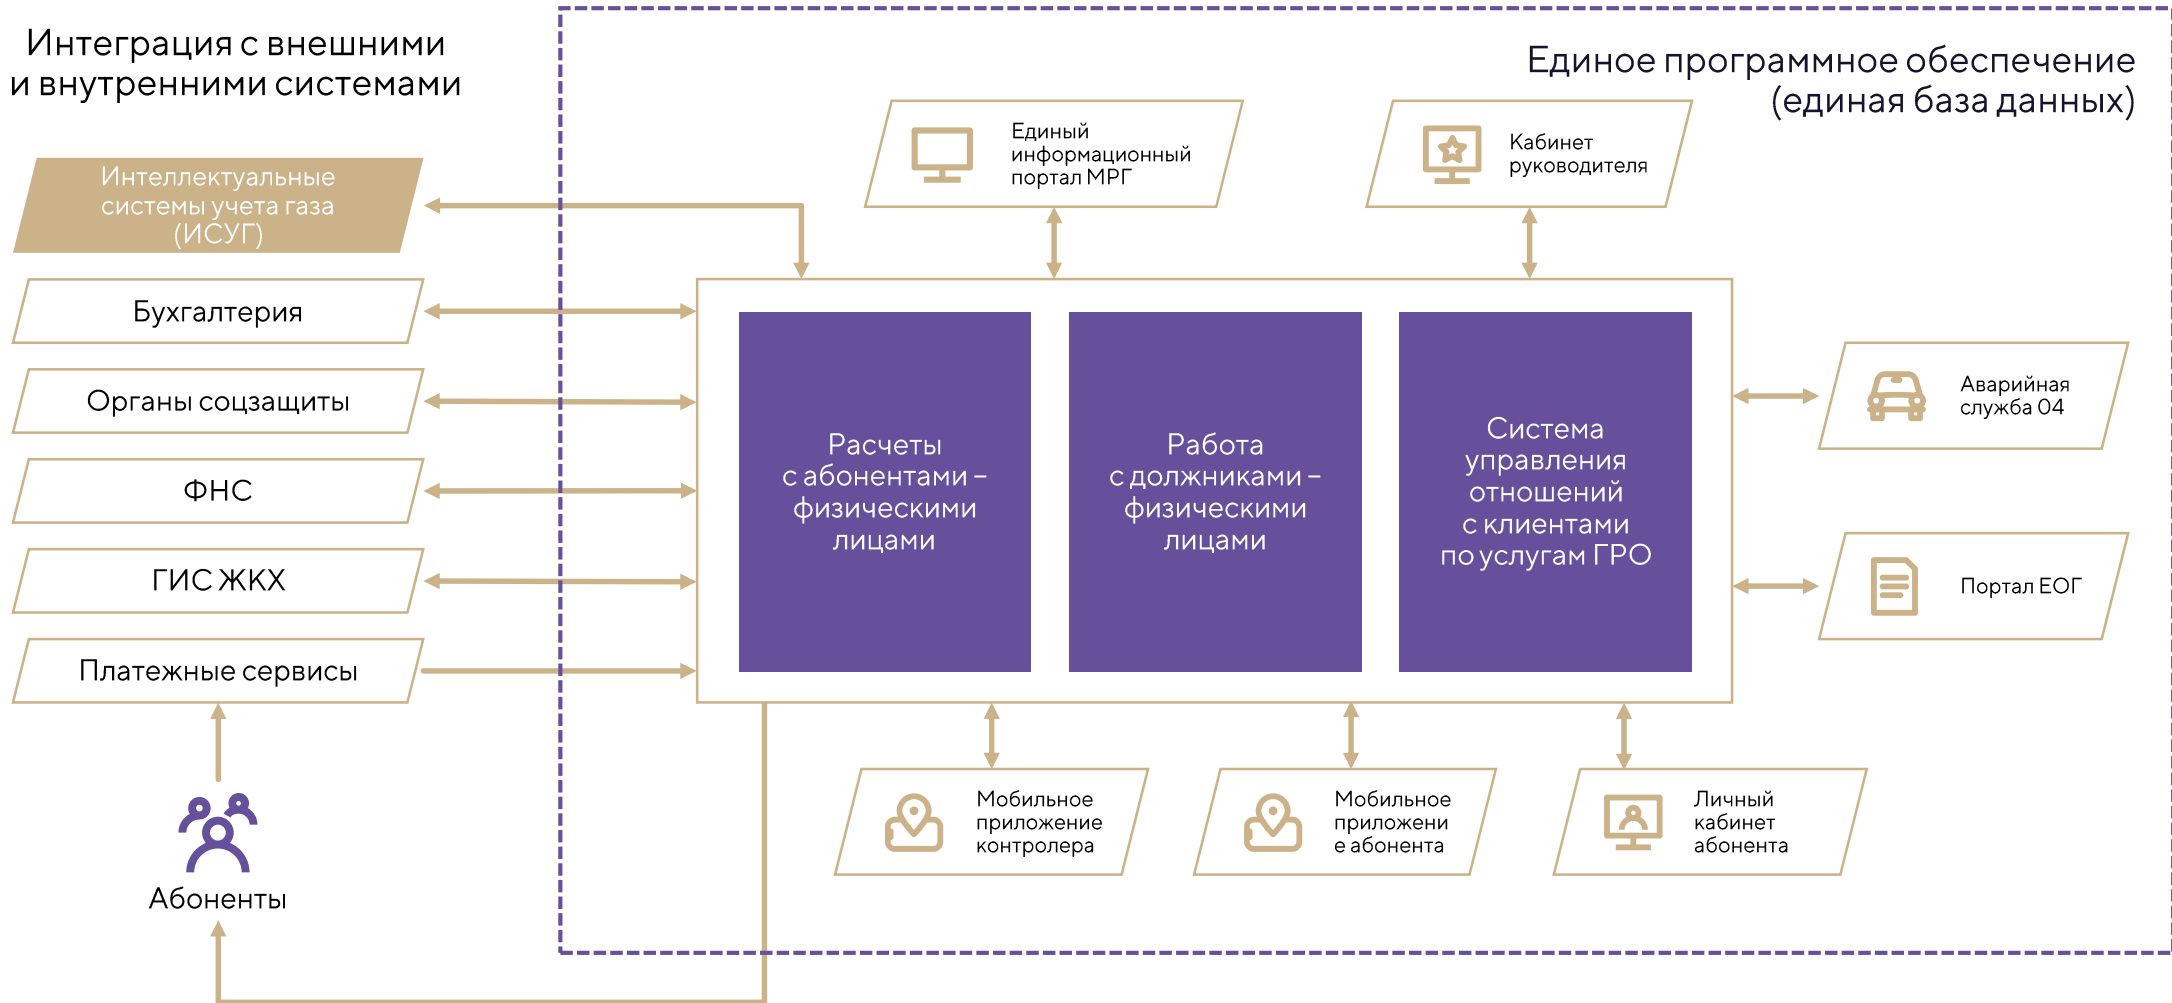 Интеграция с внешними
и внутренними системами
Единое программное обеспечение
(единая база данных)
Единый
информационный
портал МРГ
Кабинет
руководителя
Интеллектуальные
системы учета газа
(ИСУГ)
Бухгалтерия
Органы соцзащиты
ФНС
ГИС ЖКХ
Платежные сервисы
Абоненты
Расчеты
с абонентами –
физическими
лицами
Работа
с должниками –
физическими
лицами
Система
управления
отношений
с клиентами
по услугам ГРО
Аварийная
служба 04
Портал ЕОГ
Мобильное
приложение
контролера
Мобильное
приложени
е абонента
Личный
кабинет
абонента